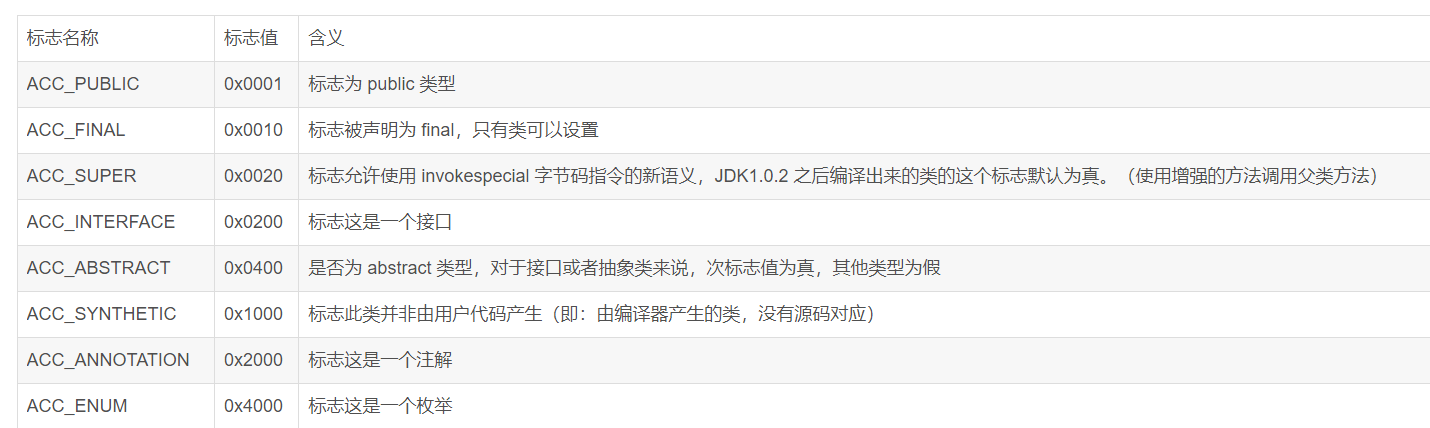 标志名称 标志值 含义
ACC_PUBLIC 0x0001 标志为 public 类型
ACC_FINAL 0x0010 标志被声明为 final，只有类可以设置
ACC_SUPER 0x0020 标志允许使用 invokespecial 字节码指令的新语义，JDK1.0.2 之后编译出来的类的这个标志默认为真。（使用增强的方法调用父类方法）
ACC_INTERFACE 0x0200 标志这是一个接口
ACC_ABSTRACT 0x0400 是否为 abstract 类型，对于接口或者抽象类来说，次标志值为真，其他类型为假
ACC_SYNTHETIC 0x1000 标志此类并非由用户代码产生（即：由编译器产生的类，没有源码对应）
ACC_ANNOTATION 0x2000 标志这是一个注解
ACC_ENUM 0x4000 标志这是一个枚举